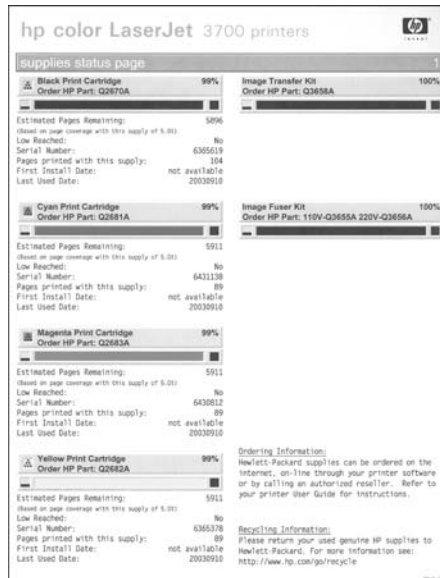 hp color LaserJet 3700 printers
hp
invent
supplies status page 1
Black Print Cartridge 99%
Order HP Part: Q2670A
Estimated Pages Remaining: 5896
(Based on page coverage with this supply of 5.0%)
Low Reached: No
Serial Number: 6365619
Pages printed with this supply: 104
First Install Date: not available
Last Used Date: 20030910
Cyan Print Cartridge 99%
Order HP Part: Q2681A
Estimated Pages Remaining: 5911
(Based on page coverage with this supply of 5.0%)
Low Reached: No
Serial Number: 6431138
Pages printed with this supply: 89
First Install Date: not available
Last Used Date: 20030910
Magenta Print Cartridge 99%
Order HP Part: Q2683A
Estimated Pages Remaining: 5911
(Based on page coverage with this supply of 5.0%)
Low Reached: No
Serial Number: 6430812
Pages printed with this supply: 89
First Install Date: not available
Last Used Date: 20030910
Yellow Print Cartridge 99%
Order HP Part: Q2682A
Estimated Pages Remaining: 5911
(Based on page coverage with this supply of 5.0%)
Low Reached: No
Serial Number: 6365378
Pages printed with this supply: 89
First Install Date: not available
Last Used Date: 20030910
Image Transfer Kit 100%
Order HP Part: Q3658A
Image Fuser Kit 100%
Order HP Part: 110V-Q3655A 220V-Q3656A
Ordering Information:
Hewlett-Packard supplies can be ordered on the
internet, on-line through your printer software
or by calling an authorized reseller. Refer to
your printer User Guide for instructions.
Recycling Information:
Please return your used genuine HP supplies to
Hewlett-Packard. For more information see:
http://www.hp.com/go/recycle